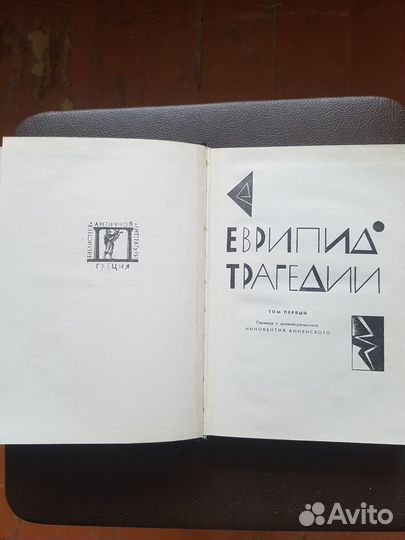 БИБЛИОТЕКА АНТИЧНОЙ ЛИТЕРАТУРЫ
ГРЕЦИЯ
ЕВРИПИД
ТРАГЕДИИ
ТОМ ПЕРВЫЙ
Перевод с древнегреческого
ИННОКЕНТИЯ АННЕНСКОГО
Avito